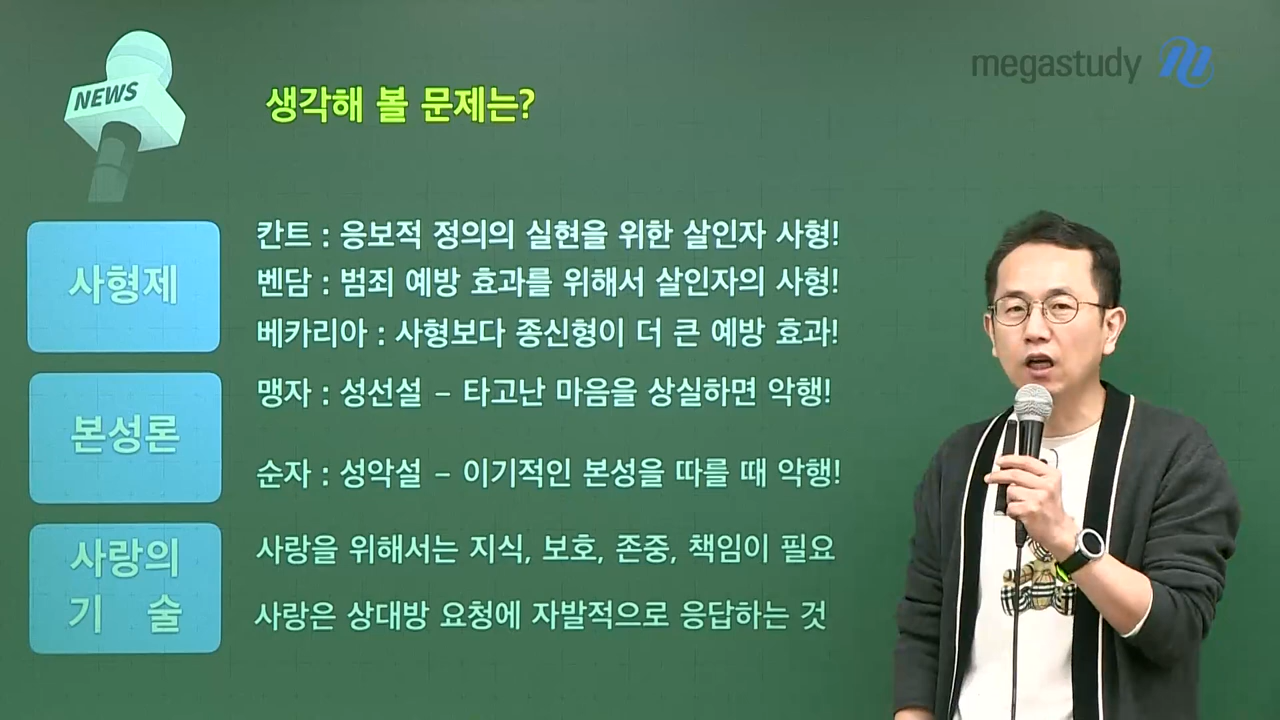 NEWS
생각해 볼 문제는?
megastudy
사형제
칸트 : 응보적 정의의 실현을 위한 살인자 사형!
벤담 : 범죄 예방 효과를 위해서 살인자의 사형!
베카리아 : 사형보다 종신형이 더 큰 예방 효과!
본성론
맹자 : 성선설 – 타고난 마음을 상실하면 악행!
순자 : 성악설 – 이기적인 본성을 따를 때 악행!
사랑의
기 술
사랑을 위해서는 지식, 보호, 존중, 책임이 필요
사랑은 상대방 요청에 자발적으로 응답하는 것